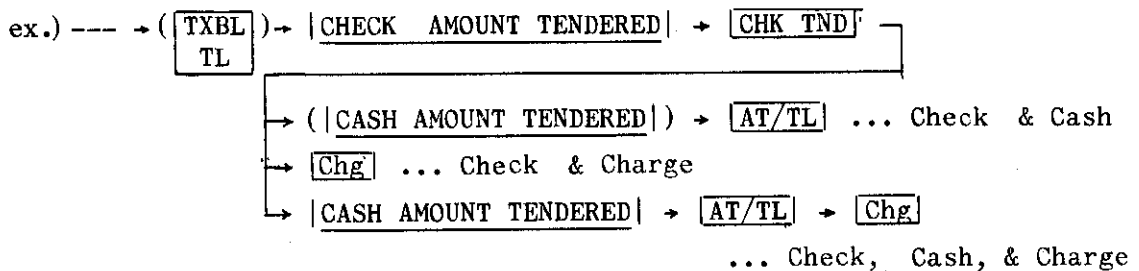 ex.) --- → ( TXBL TL ) → | CHECK AMOUNT TENDERED | → CHK TND
→ ( | CASH AMOUNT TENDERED | ) → AT/TL ... Check & Cash
→ Chg ... Check & Charge
→ | CASH AMOUNT TENDERED | → AT/TL → Chg
... Check, Cash, & Charge